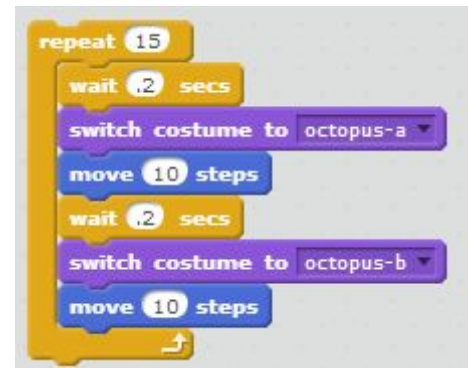 repeat 15
wait .2 secs
switch costume to octopus-a
move 10 steps
wait .2 secs
switch costume to octopus-b
move 10 steps